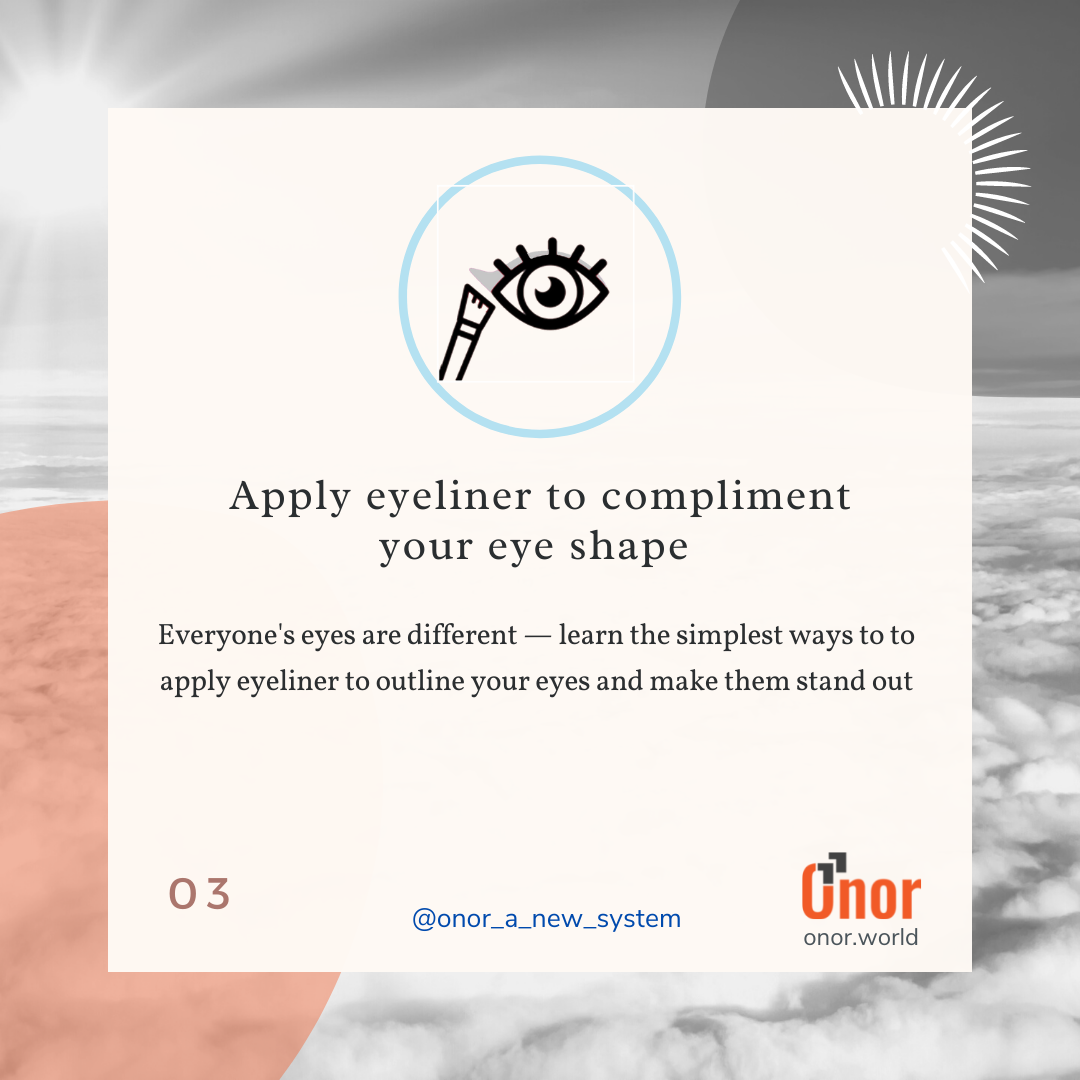 Apply eyeliner to compliment
your eye shape
Everyone's eyes are different — learn the simplest ways to to
apply eyeliner to outline your eyes and make them stand out
03
@onor_a_new_system
Onor
onor.world